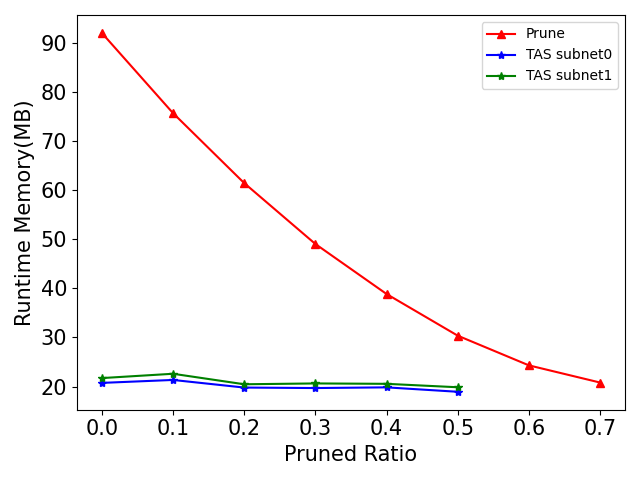 Prune
TAS subnet0
TAS subnet1
Runtime Memory(MB)
90
80
70
60
50
40
30
20
0.0 0.1 0.2 0.3 0.4 0.5 0.6 0.7
Pruned Ratio